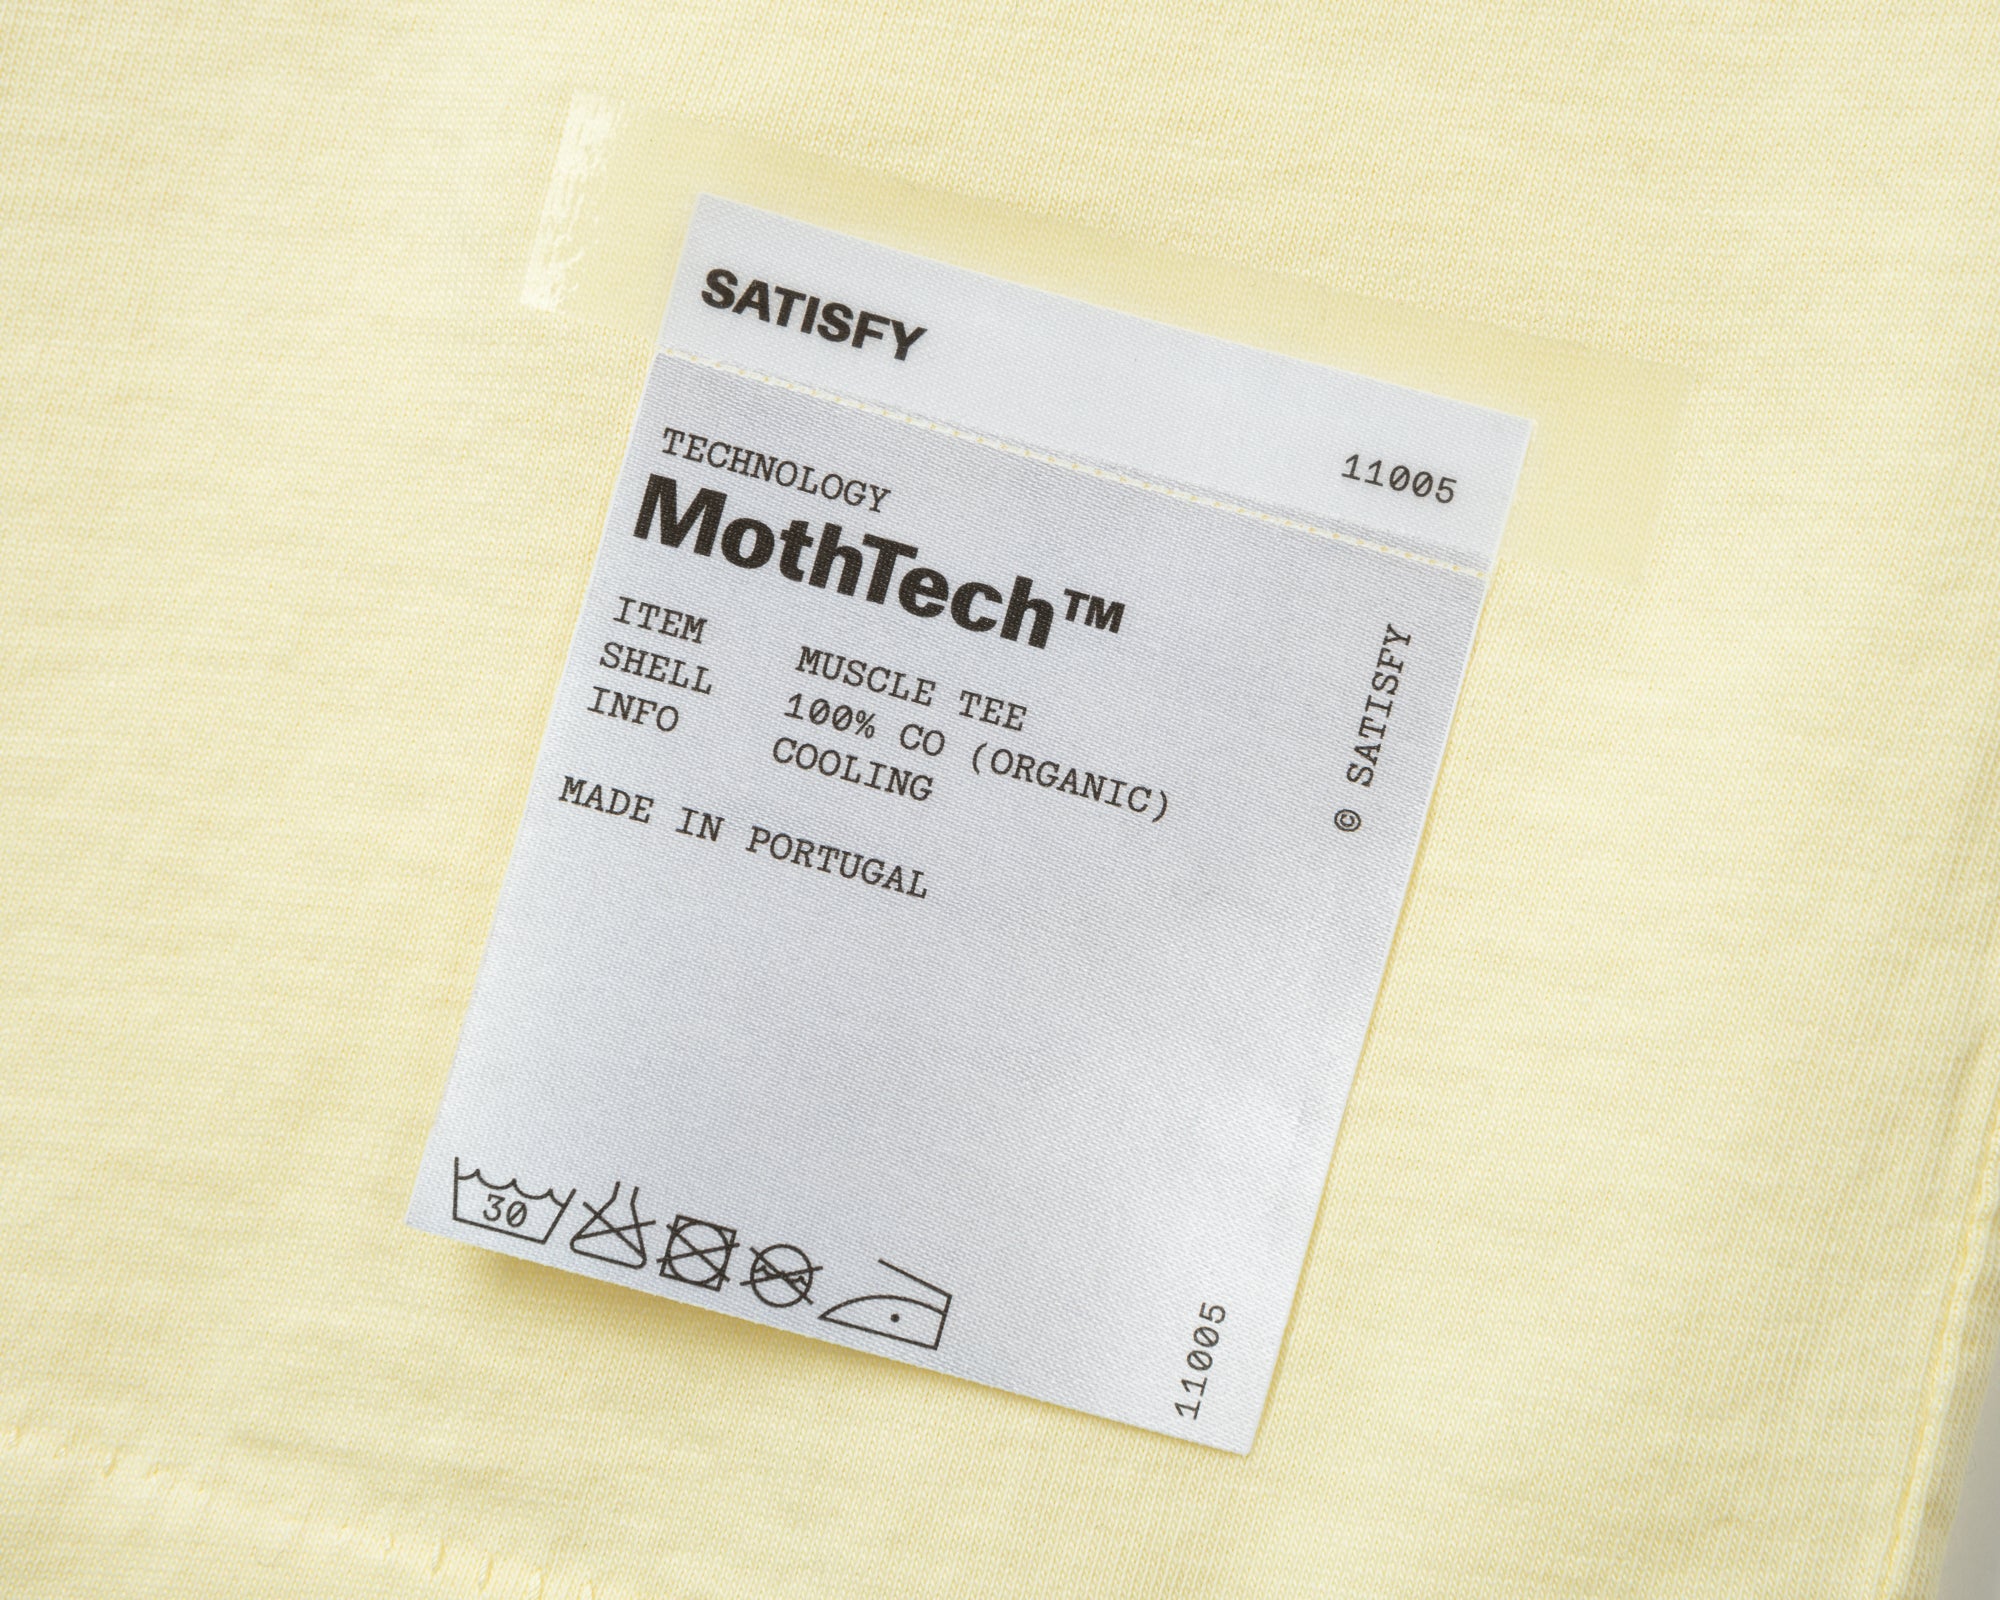 SATISFY
11005
TECHNOLOGY
MothTech™
ITEM MUSCLE TEE
SHELL 100% CO (ORGANIC)
INFO COOLING
MADE IN PORTUGAL
© SATISFY
30
11005